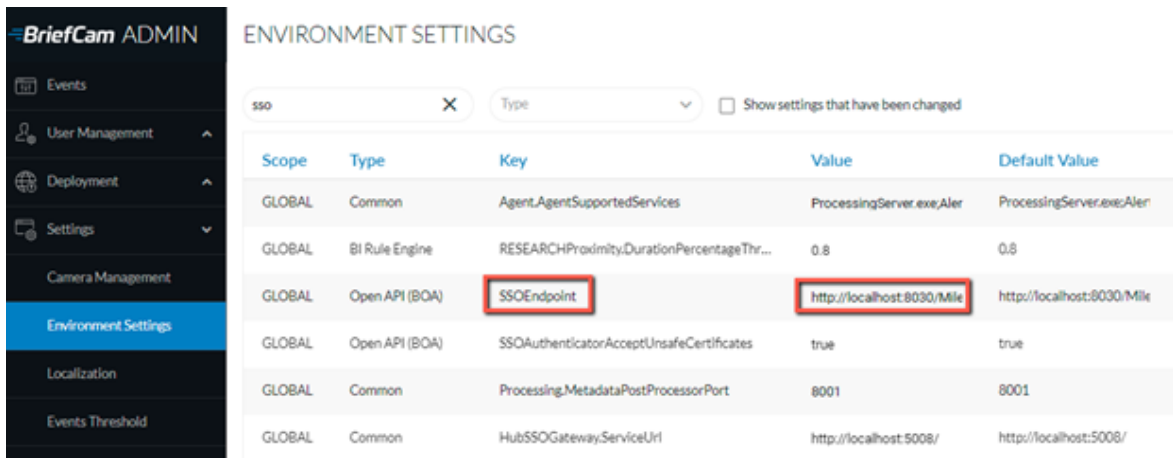 BriefCam ADMIN
ENVIRONMENT SETTINGS
Events
User Management
Deployment
Settings
Camera Management
Environment Settings
Localization
Events Threshold
sso
Type
Show settings that have been changed
Scope Type Key Value Default Value
GLOBAL Common Agent.AgentSupportedServices ProcessingServer.exe;Aler ProcessingServer.exe;Aler
GLOBAL BI Rule Engine RESEARCHProximity.DurationPercentageThr... 0.8 0.8
GLOBAL Open API (BOA) SSOEndpoint http://localhost:8030/Mile http://localhost:8030/Mile
GLOBAL Open API (BOA) SSOAuthenticatorAcceptUnsafeCertificates true true
GLOBAL Common Processing.MetadataPostProcessorPort 8001 8001
GLOBAL Common HubSSOGateway.ServiceUrl http://localhost:5008/ http://localhost:5008/